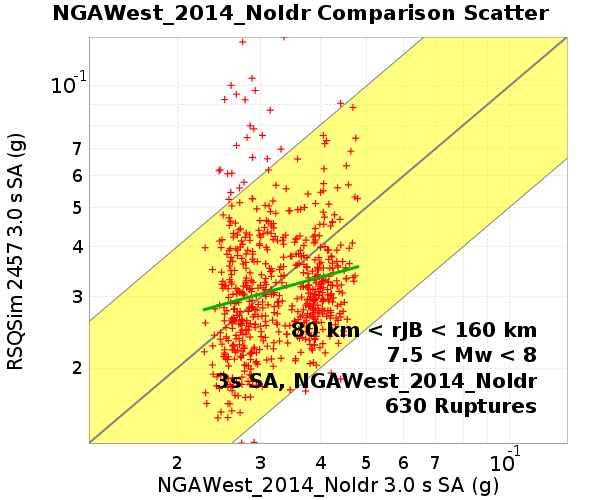 NGAWest_2014_NoIdr Comparison Scatter
RSQSim 2457 3.0 s SA (g)
10⁻¹
7
6
5
4
3
2
80 km < rJB < 160 km
7.5 < Mw < 8
3s SA, NGAWest_2014_NoIdr
630 Ruptures
2 3 4 5 6 7 10⁻¹
NGAWest_2014_NoIdr 3.0 s SA (g)